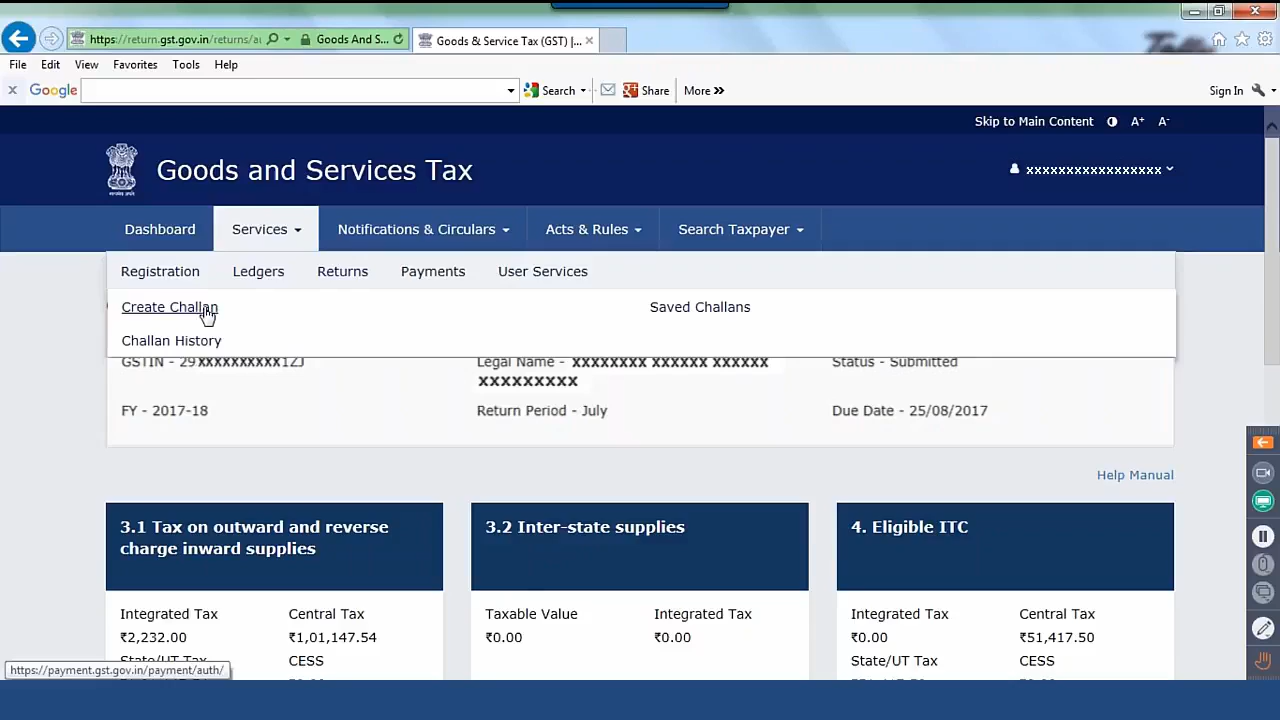 https://return.gst.gov.in/returns/au
Goods And S...
Goods & Service Tax (GST) |...
File Edit View Favorites Tools Help
x Google Search Share More »
Sign In
Skip to Main Content A+ A-
Goods and Services Tax
xxxxxxxxxxxxxxxxx
Dashboard Services Notifications & Circulars Acts & Rules Search Taxpayer
Registration Ledgers Returns Payments User Services
Create Challan Saved Challans
Challan History
GSTIN - 29xxxxxxxxxx1ZJ Legal Name - xxxxxxxx xxxxxx xxxxxx Status - Submitted
xxxxxxxxx
FY - 2017-18 Return Period - July Due Date - 25/08/2017
Help Manual
3.1 Tax on outward and reverse 3.2 Inter-state supplies 4. Eligible ITC
charge inward supplies
Integrated Tax Central Tax Taxable Value Integrated Tax Integrated Tax Central Tax
₹2,232.00 ₹1,01,147.54 ₹0.00 ₹0.00 ₹0.00 ₹51,417.50
State/UT Tax CESS State/UT Tax CESS
https://payment.gst.gov.in/payment/auth/